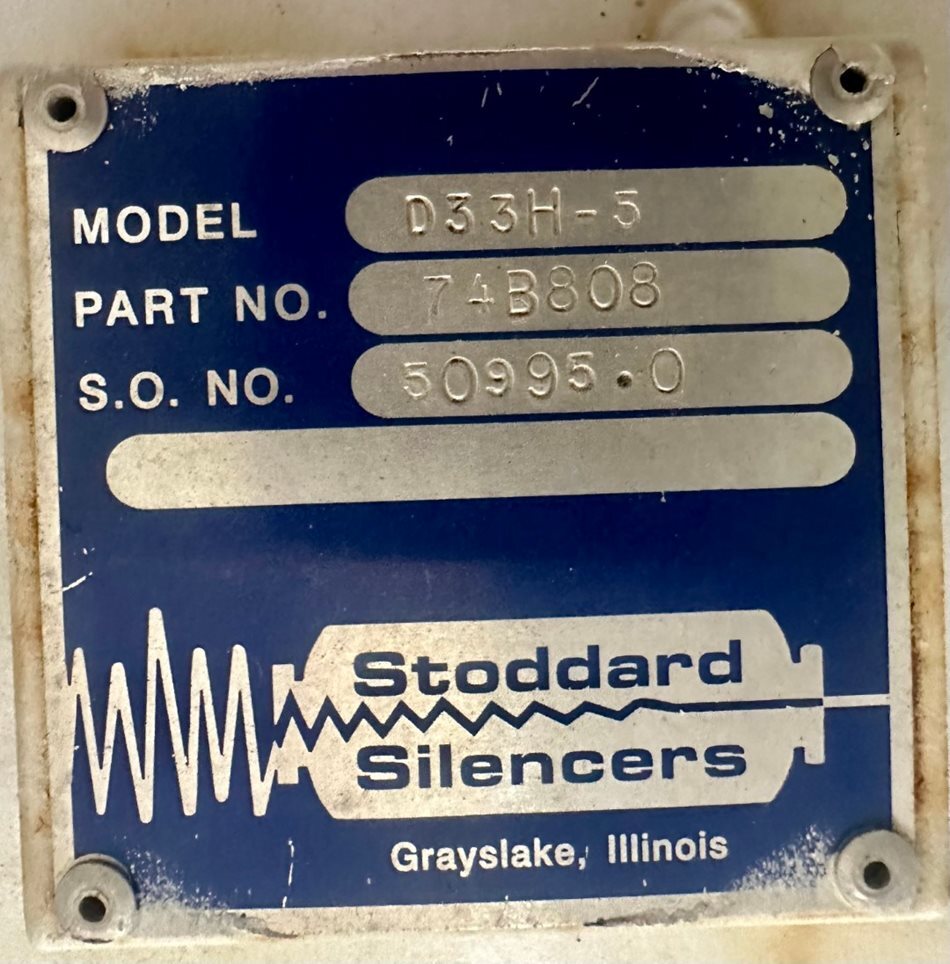 MODEL D33H-5
PART NO. 74B808
S.O. NO. 50995.0
Stoddard
Silencers
Grayslake, Illinois